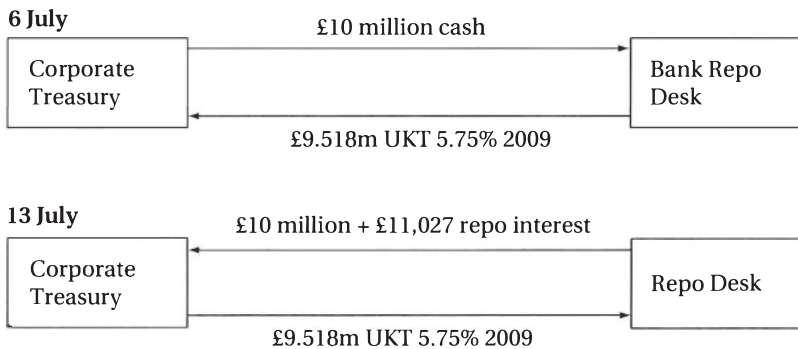 6 July
£10 million cash
Corporate
Treasury
Bank Repo
Desk
£9.518m UKT 5.75% 2009
13 July
£10 million + £11,027 repo interest
Corporate
Treasury
Repo Desk
£9.518m UKT 5.75% 2009